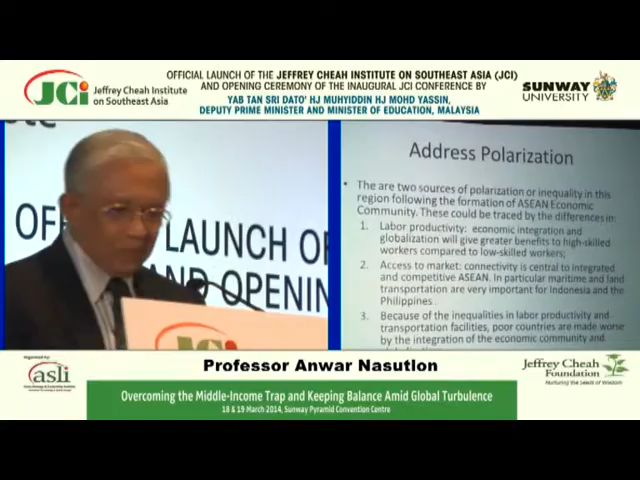 JCi
Jeffrey Cheah Institute
on Southeast Asia
OFFICIAL LAUNCH OF THE JEFFREY CHEAH INSTITUTE ON SOUTHEAST ASIA (JCI)
AND OPENING CEREMONY OF THE INAUGURAL JCI CONFERENCE BY
YAB TAN SRI DATO' HJ MUHYIDDIN HJ MOHD YASSIN,
DEPUTY PRIME MINISTER AND MINISTER OF EDUCATION, MALAYSIA
SUNWAY
UNIVERSITY
LAUNCH OF
AND OPENIN
Address Polarization
• The are two sources of polarization or inequality in this
region following the formation of ASEAN Economic
Community. These could be traced by the differences in:
1. Labor productivity: economic integration and
globalization will give greater benefits to high-skilled
workers compared to low-skilled workers;
2. Access to market: connectivity is central to integrated
and competitive ASEAN. In particular maritime and land
transportation are very important for Indonesia and the
Philippines.
3. Because of the inequalities in labor productivity and
transportation facilities, poor countries are made worse
by the integration of the economic community and
Organised by:
asli
Professor Anwar Nasution
Jeffrey Cheah
Foundation
Nurturing the Seeds of Wisdom
Overcoming the Middle-Income Trap and Keeping Balance Amid Global Turbulence
18 & 19 March 2014, Sunway Pyramid Convention Centre